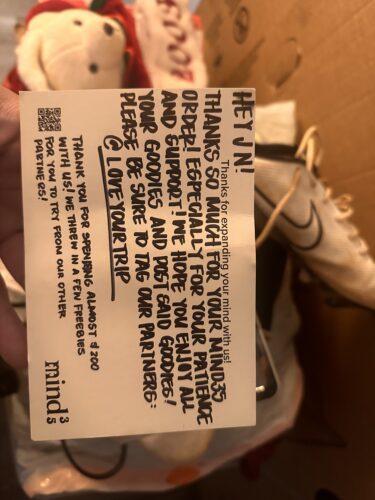 HEY JN!
Thanks for expanding your mind with us!
THANKS SO MUCH FOR YOUR MIND35
ORDER! ESPECIALLY FOR YOUR PATIENCE
AND SUPPORT! WE HOPE YOU ENJOY ALL
YOUR GOODIES AND POST SAID GOODIES!
PLEASE BE SURE TO TAG OUR PARTNERS:
@LOVEYOURTRIP
THANK YOU FOR SPENDING ALMOST $200
WITH US! WE THREW IN A FEW FREEBIES
FOR YOU TO TRY FROM OUR OTHER
PARTNERS!
mind35